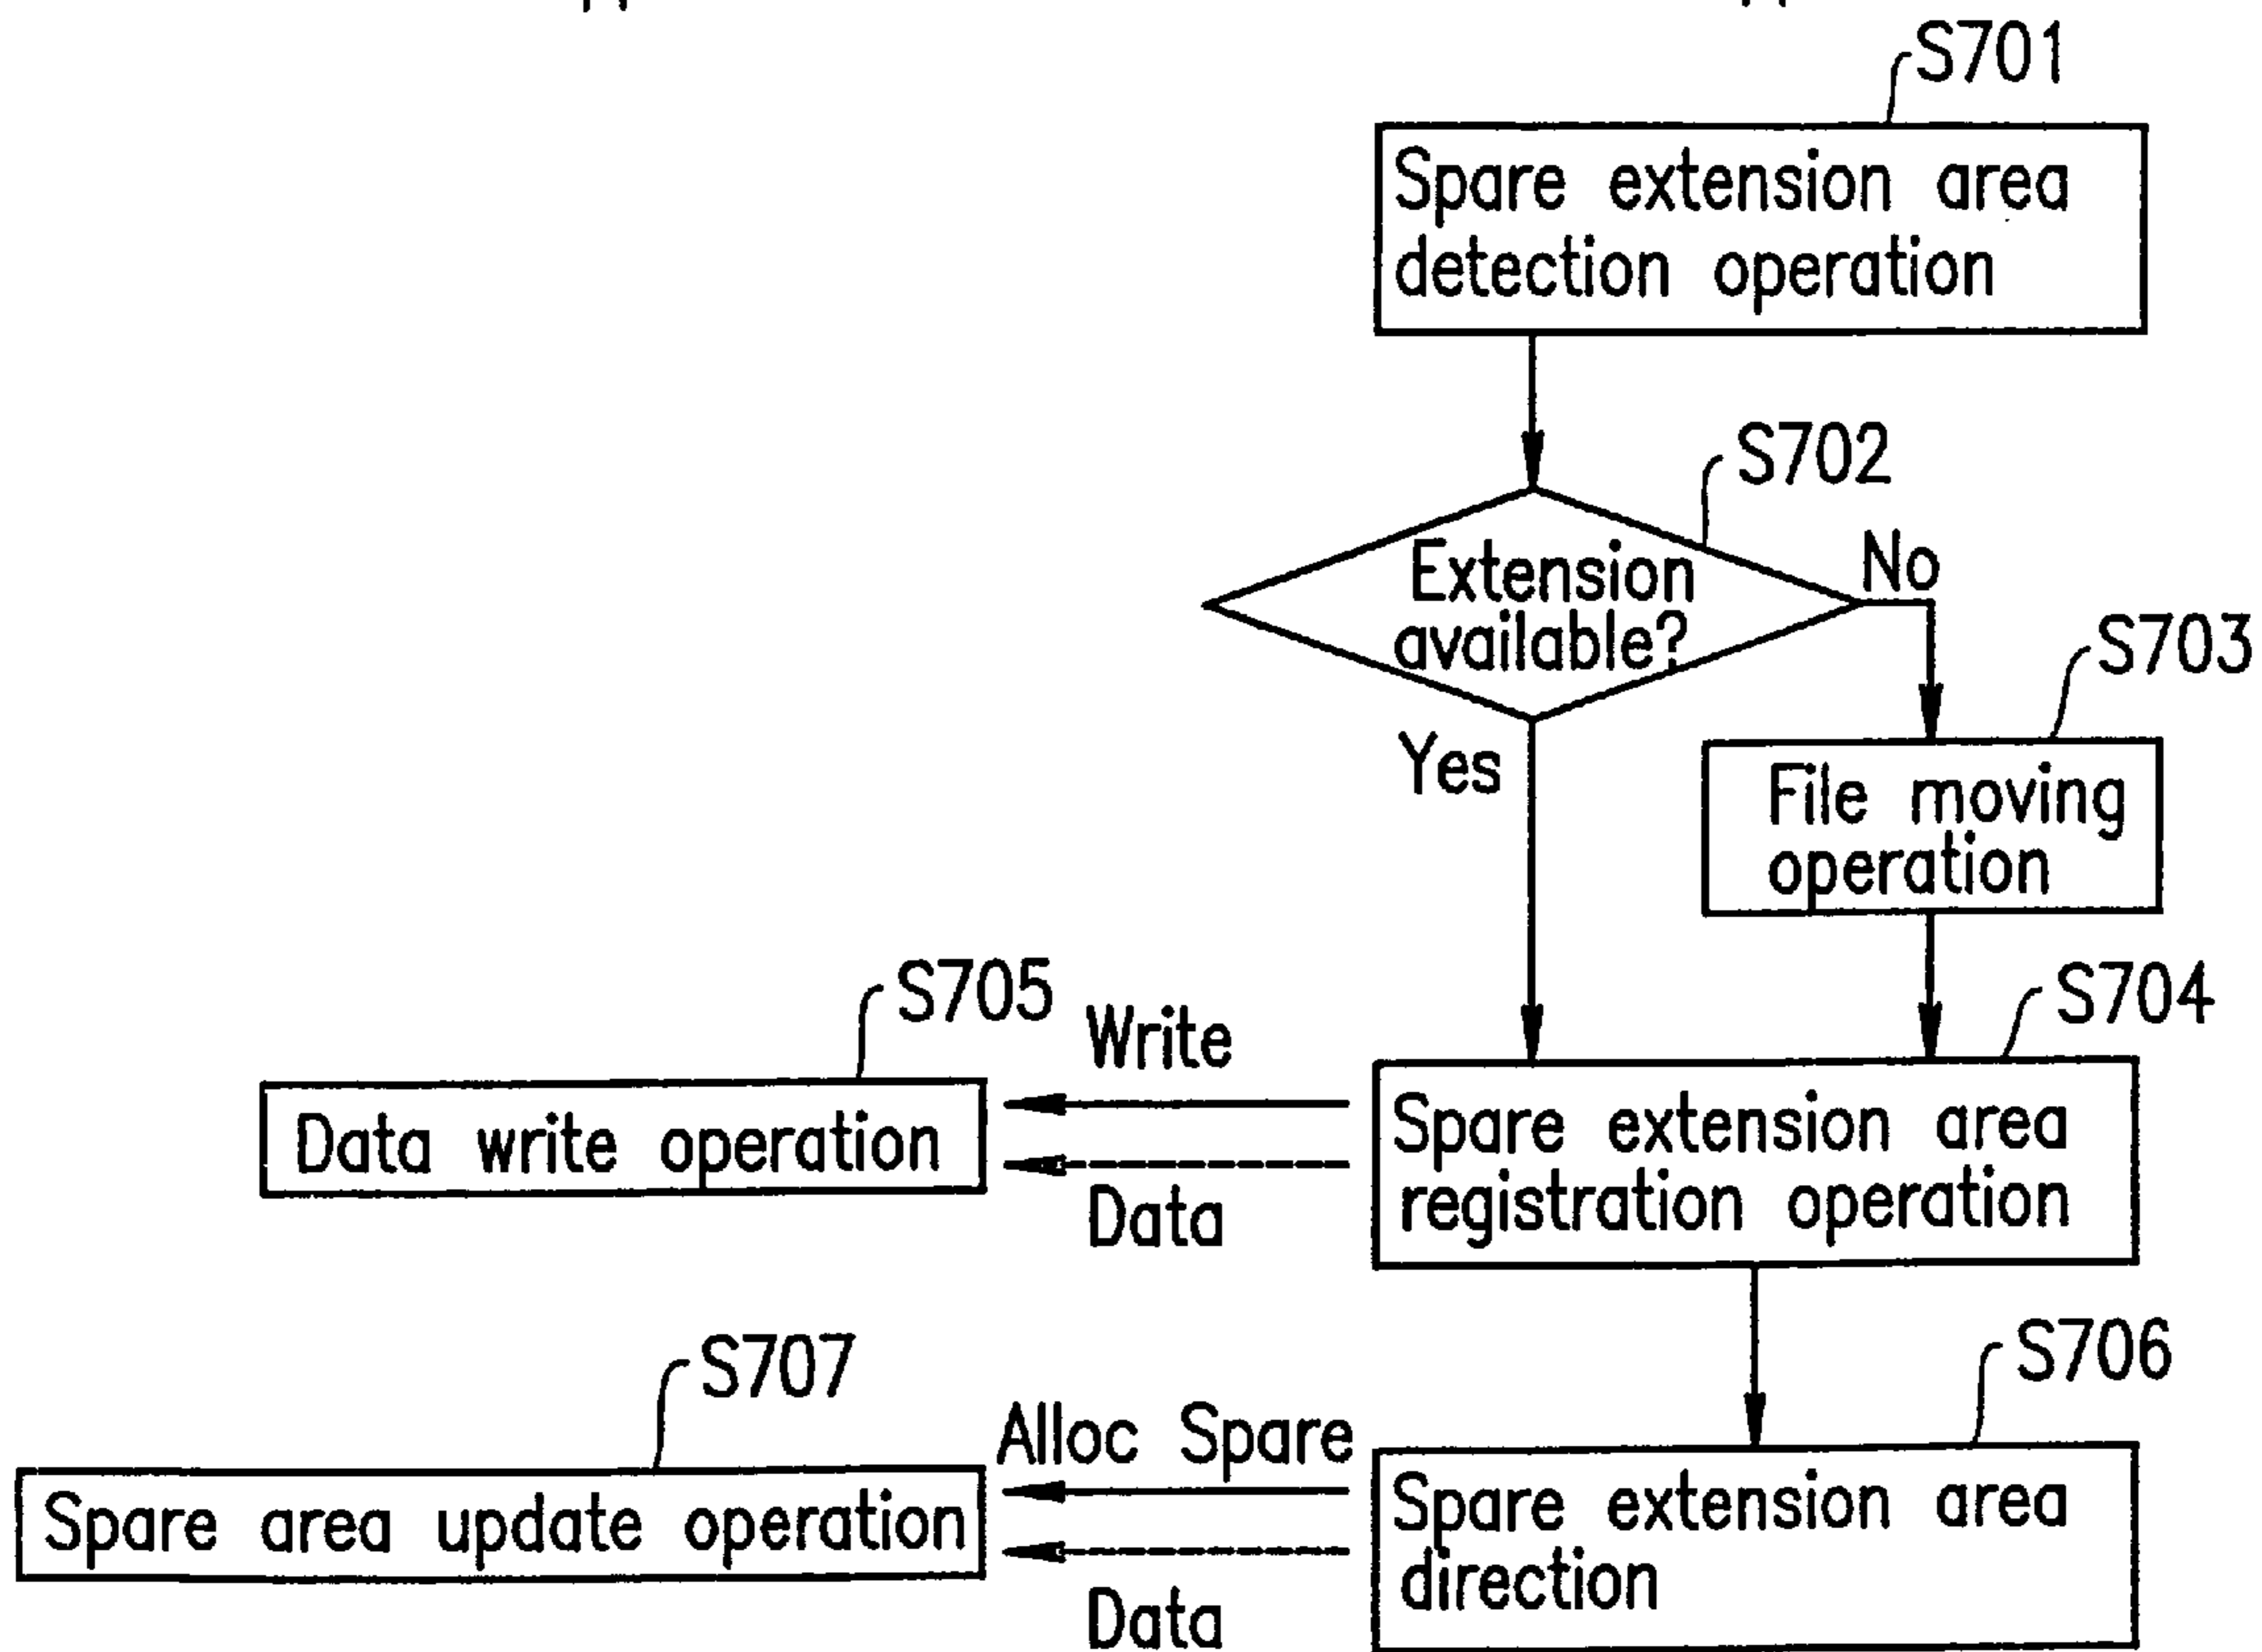 S701
Spare extension area
detection operation
S702
Extension
available?
No
S703
Yes
File moving
operation
S705
Write
S704
Data write operation
Data
Spare extension area
registration operation
S707
Alloc Spare
S706
Spare area update operation
Data
Spare extension area
direction